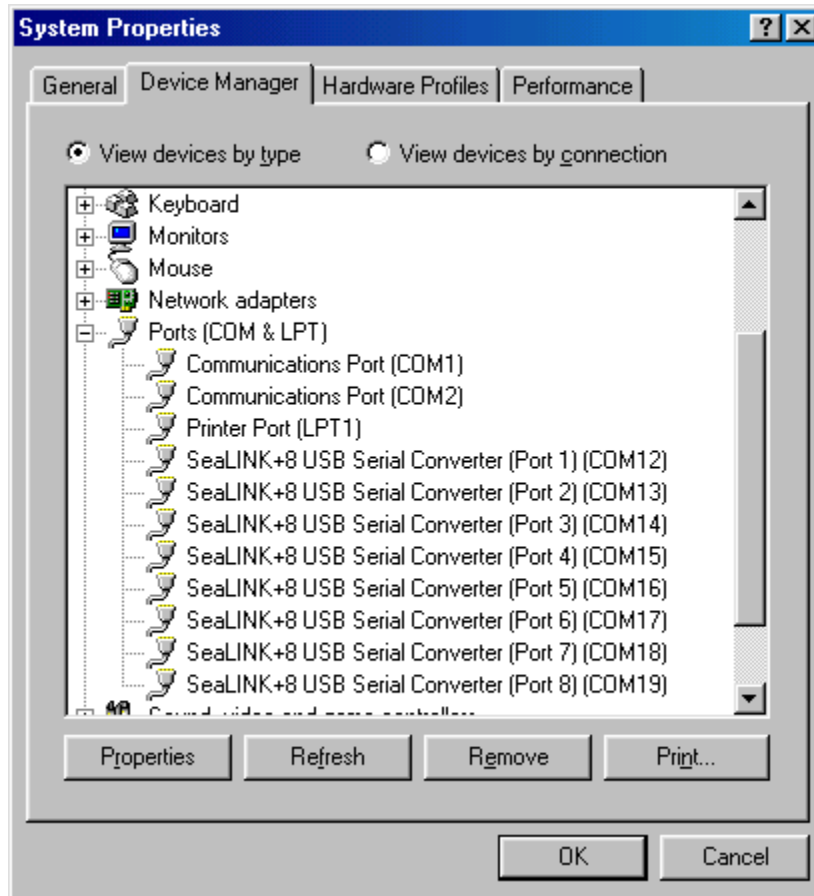 System Properties
General Device Manager Hardware Profiles Performance
View devices by type View devices by connection
Keyboard
Monitors
Mouse
Network adapters
Ports (COM & LPT)
Communications Port (COM1)
Communications Port (COM2)
Printer Port (LPT1)
SeaLINK+8 USB Serial Converter (Port 1) (COM12)
SeaLINK+8 USB Serial Converter (Port 2) (COM13)
SeaLINK+8 USB Serial Converter (Port 3) (COM14)
SeaLINK+8 USB Serial Converter (Port 4) (COM15)
SeaLINK+8 USB Serial Converter (Port 5) (COM16)
SeaLINK+8 USB Serial Converter (Port 6) (COM17)
SeaLINK+8 USB Serial Converter (Port 7) (COM18)
SeaLINK+8 USB Serial Converter (Port 8) (COM19)
Sound, video and game controllers
Properties Refresh Remove Print...
OK Cancel